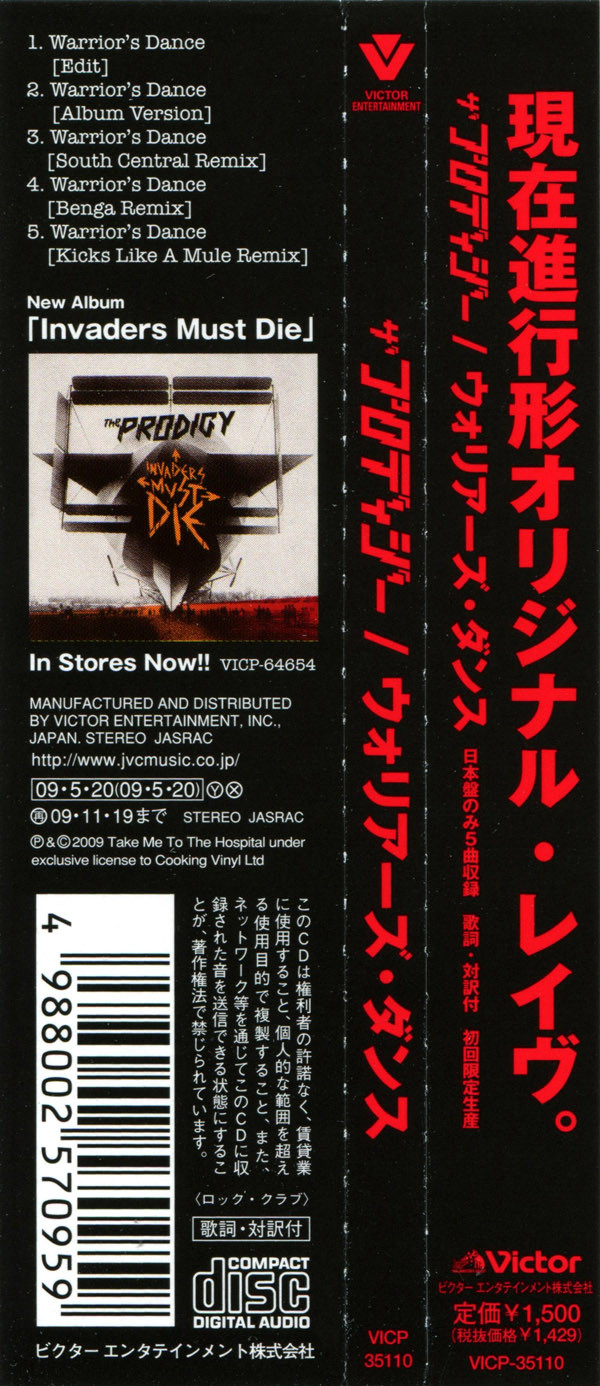 1. Warrior's Dance
[Edit]
2. Warrior's Dance
[Album Version]
3. Warrior's Dance
[South Central Remix]
4. Warrior's Dance
[Benga Remix]
5. Warrior's Dance
[Kicks Like A Mule Remix]
New Album
「Invaders Must Die」
THE PRODIGY
INVADERS
MUST
DIE
In Stores Now!! VICP-64654
MANUFACTURED AND DISTRIBUTED
BY VICTOR ENTERTAINMENT, INC.,
JAPAN. STEREO JASRAC
http://www.jvcmusic.co.jp/
09・5・20(09・5・20)Ⓨ⊗
㊞09・11・19まで STEREO JASRAC
Ⓟ&©2009 Take Me To The Hospital under
exclusive license to Cooking Vinyl Ltd
4 988002 570959
このCDは権利者の許諾なく、賃貸業
に使用すること、個人的な範囲を超え
る使用目的で複製すること、また、
ネットワーク等を通じてこのCDに収
録された音を送信できる状態にするこ
とが、著作権法で禁じられています。
〈ロック・クラブ〉
歌詞・対訳付
COMPACT
disc
DIGITAL AUDIO
ビクター エンタテインメント株式会社
VICTOR
ENTERTAINMENT
ザ・プロディジー / ウォリアーズ・ダンス
VICP
35110
現在進行形オリジナル・レイヴ。
ザ・プロディジー / ウォリアーズ・ダンス
日本盤のみ5曲収録 歌詞・対訳付 初回限定生産
Victor
ビクター エンタテインメント株式会社
定価¥1,500
(税抜価格¥1,429)
VICP-35110